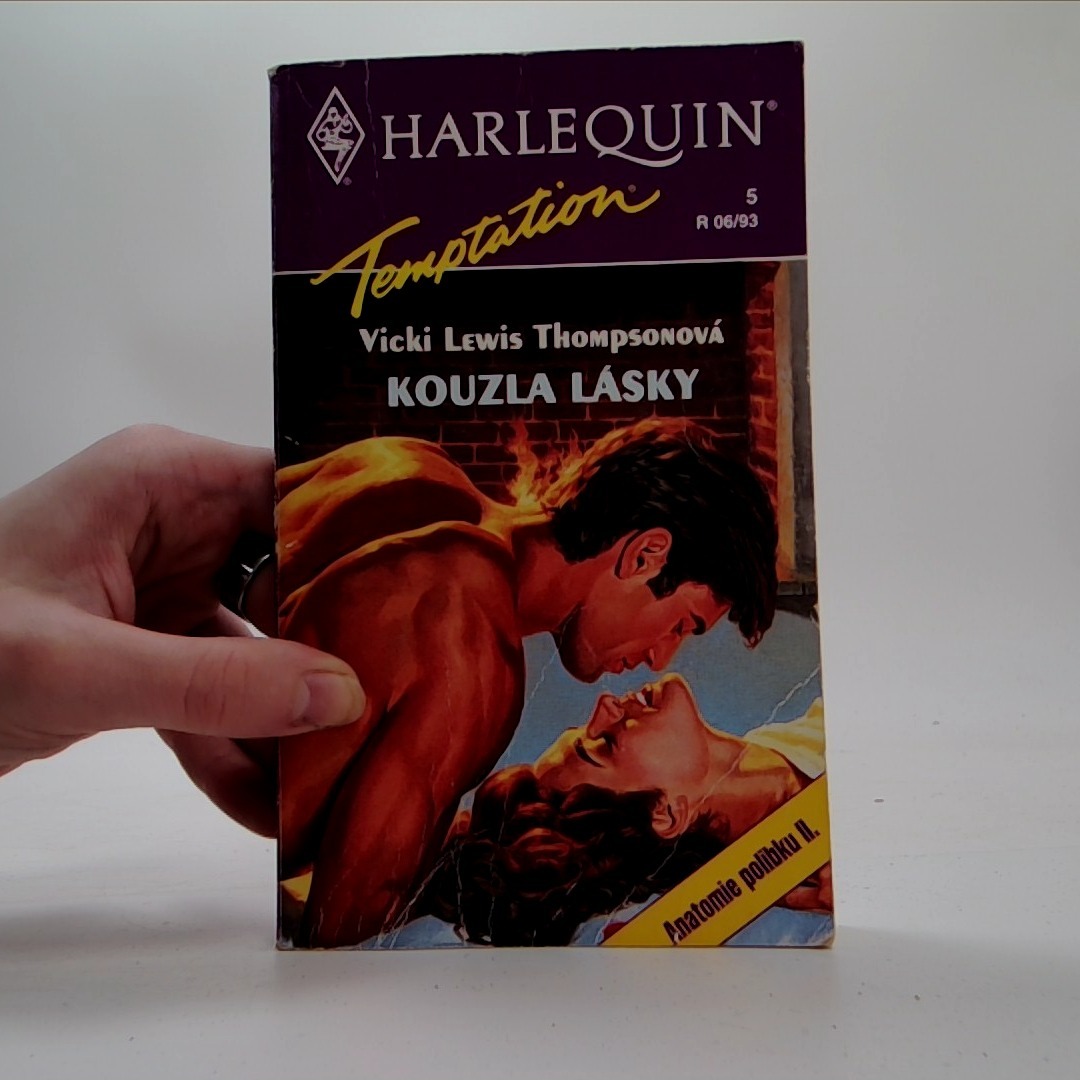 HARLEQUIN®
Temptation®
5
R 06/93
Vicki Lewis Thompsonová
KOUZLA LÁSKY
Anatomie polibku II.